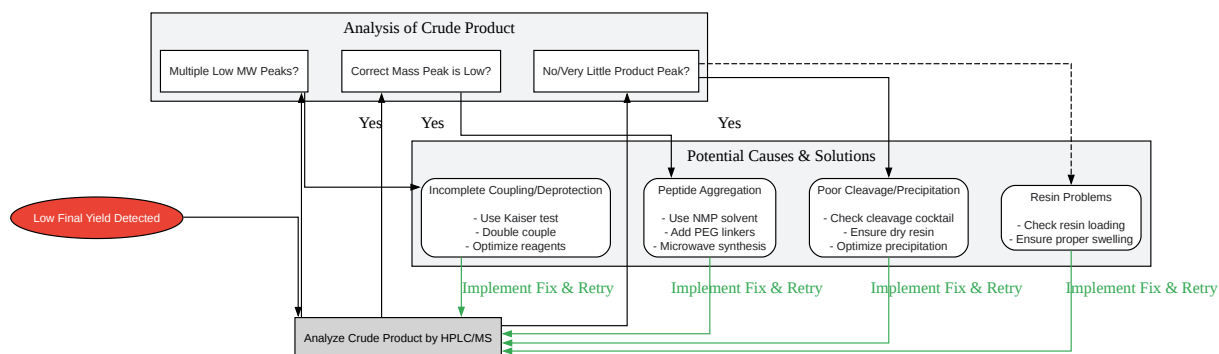 Analysis of Crude Product
Multiple Low MW Peaks?
Correct Mass Peak is Low?
No/Very Little Product Peak?
Yes
Yes
Yes
Potential Causes & Solutions
Incomplete Coupling/Deprotection
- Use Kaiser test
- Double couple
- Optimize reagents
Peptide Aggregation
- Use NMP solvent
- Add PEG linkers
- Microwave synthesis
Poor Cleavage/Precipitation
- Check cleavage cocktail
- Ensure dry resin
- Optimize precipitation
Resin Problems
- Check resin loading
- Ensure proper swelling
Low Final Yield Detected
Implement Fix & Retry
Implement Fix & Retry
Implement Fix & Retry
Implement Fix & Retry
Analyze Crude Product by HPLC/MS